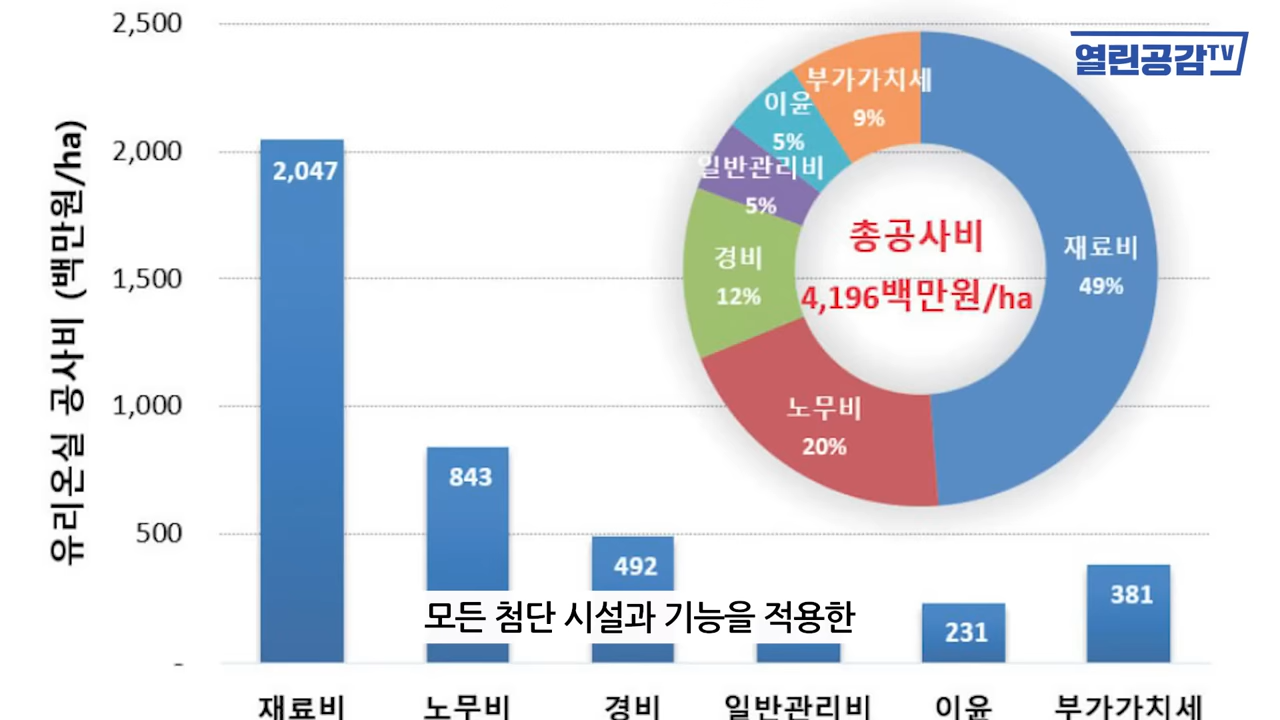 열린공감TV
유리온실 공사비 (백만원/ha)
2,500
2,000
1,500
1,000
500
-
2,047
843
492
231
381
재료비
노무비
경비
일반관리비
이윤
부가가치세
부가가치세
9%
이윤
5%
일반관리비
5%
경비
12%
노무비
20%
재료비
49%
총공사비
4,196백만원/ha
모든 첨단 시설과 기능을 적용한